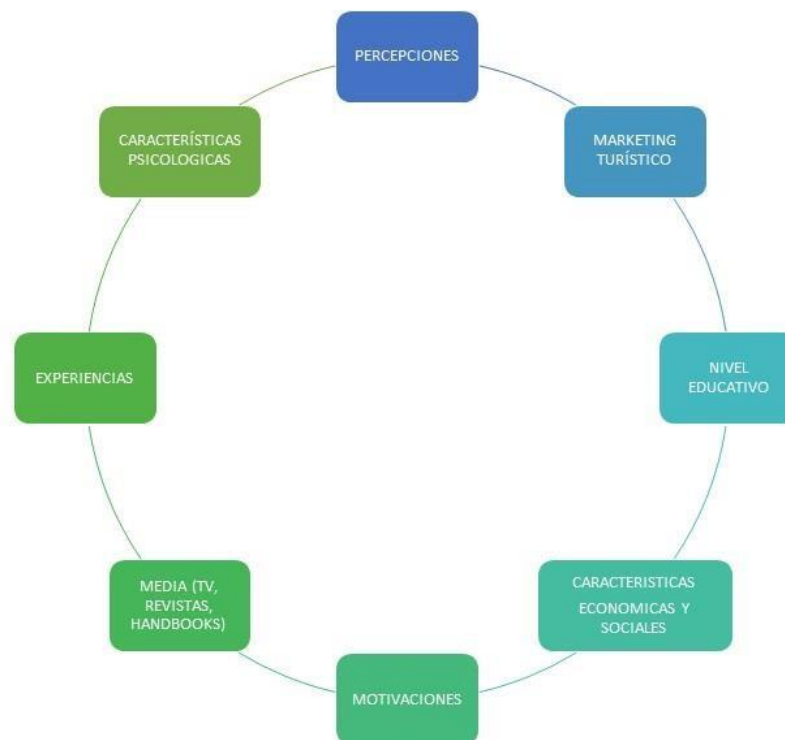 PERCEPCIONES
MARKETING
TURÍSTICO
NIVEL
EDUCATIVO
CARACTERISTICAS
ECONOMICAS Y
SOCIALES
MOTIVACIONES
MEDIA (TV,
REVISTAS,
HANDBOOKS)
EXPERIENCIAS
CARACTERÍSTICAS
PSICOLOGICAS